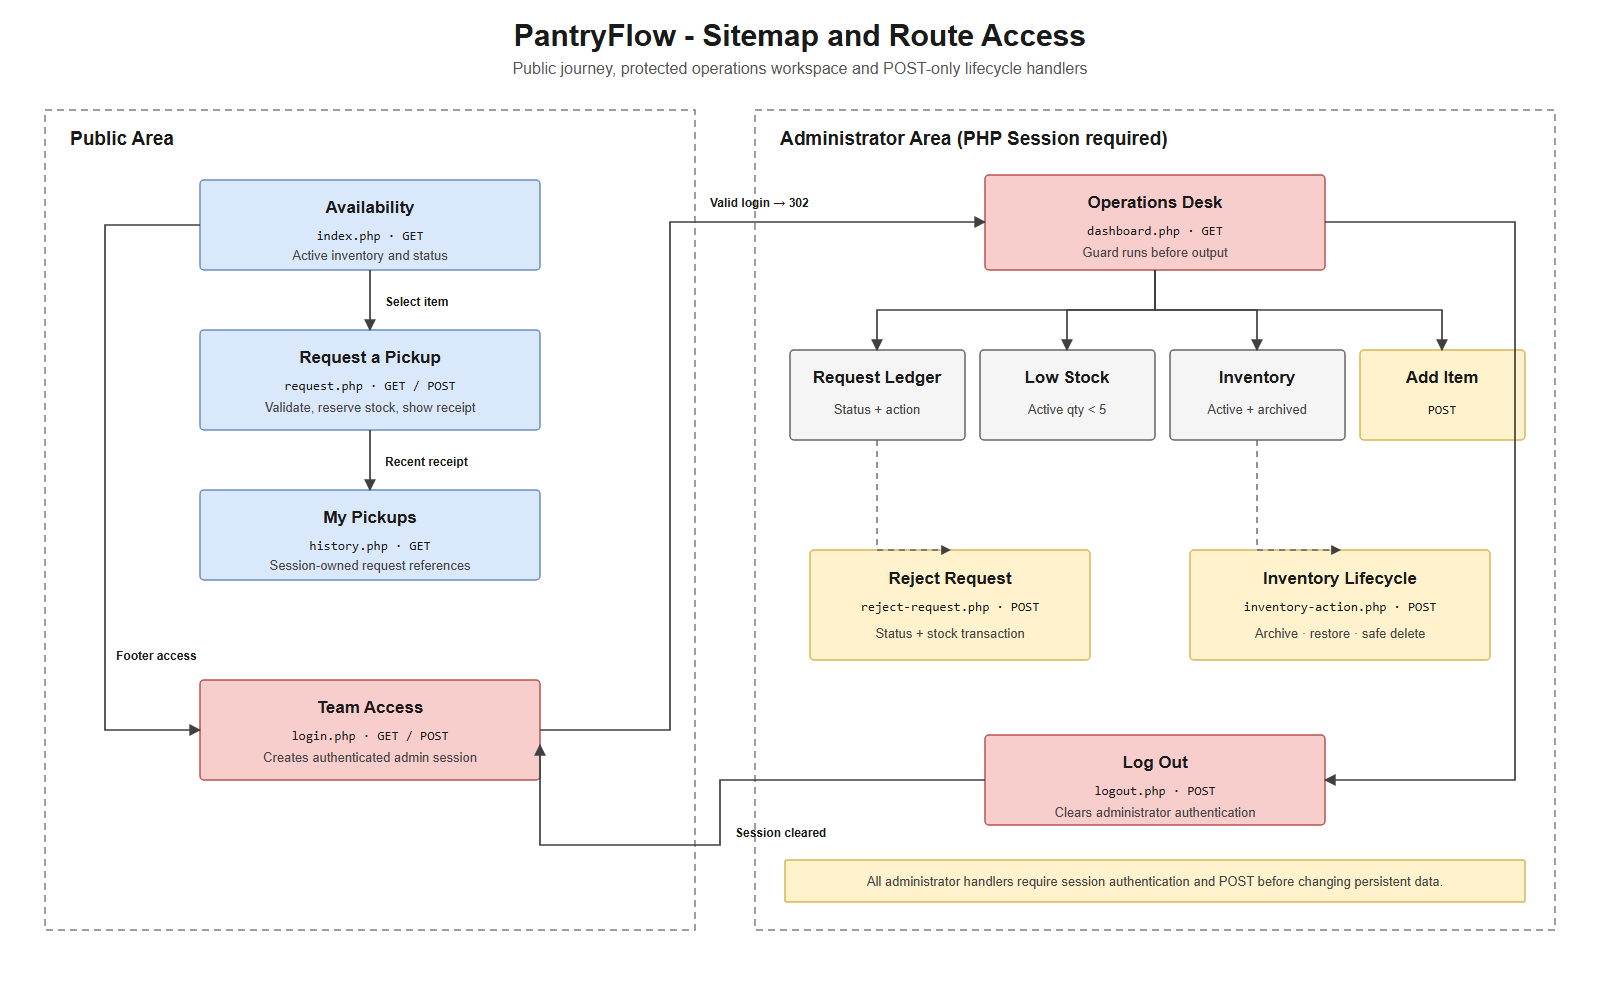 PantryFlow - Sitemap and Route Access
Public journey, protected operations workspace and POST-only lifecycle handlers
Public Area
Availability
index.php · GET
Active inventory and status
Select item
Request a Pickup
request.php · GET / POST
Validate, reserve stock, show receipt
Recent receipt
My Pickups
history.php · GET
Session-owned request references
Footer access
Team Access
login.php · GET / POST
Creates authenticated admin session
Valid login → 302
Session cleared
Administrator Area (PHP Session required)
Operations Desk
dashboard.php · GET
Guard runs before output
Request Ledger
Status + action
Low Stock
Active qty < 5
Inventory
Active + archived
Add Item
POST
Reject Request
reject-request.php · POST
Status + stock transaction
Inventory Lifecycle
inventory-action.php · POST
Archive · restore · safe delete
Log Out
logout.php · POST
Clears administrator authentication
All administrator handlers require session authentication and POST before changing persistent data.